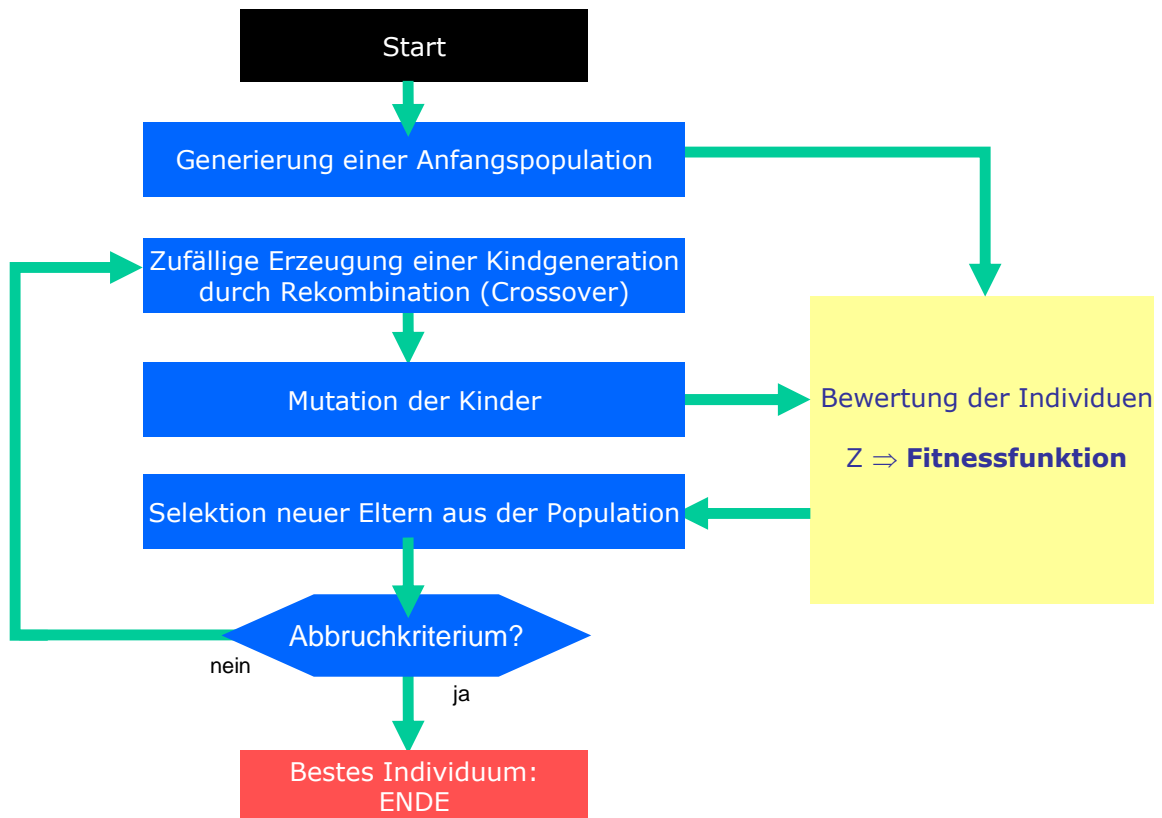 Start
Generierung einer Anfangspopulation
Zufällige Erzeugung einer Kindgeneration
durch Rekombination (Crossover)
Mutation der Kinder
Bewertung der Individuen
Z ⇒ Fitnessfunktion
Selektion neuer Eltern aus der Population
Abbruchkriterium?
nein
ja
Bestes Individuum:
ENDE